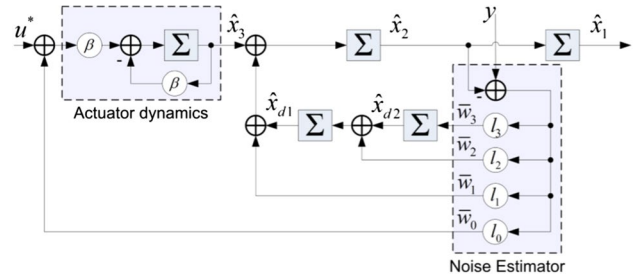 u* β - Σ x̂₃ Σ x̂₂ y Σ x̂₁
β
Actuator dynamics
-
x̂d1 Σ x̂d2 Σ w̄₃ l₃
w̄₂ l₂
w̄₁ l₁
w̄₀ l₀
Noise Estimator